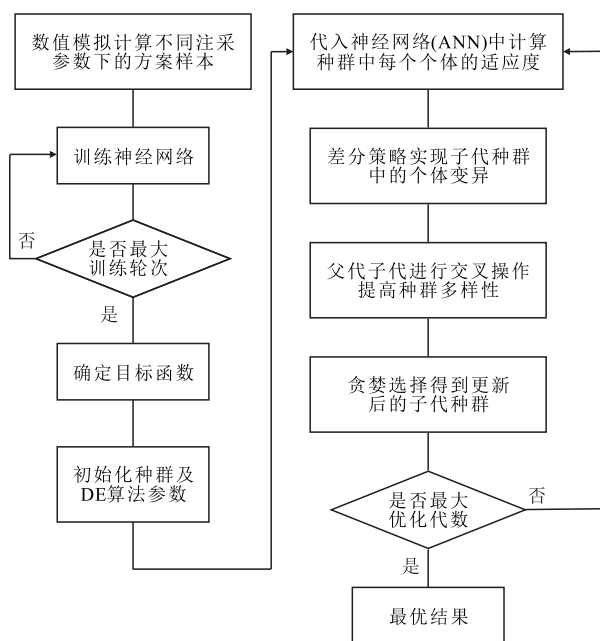 数值模拟计算不同注采
参数下的方案样本
训练神经网络
否
是否最大
训练轮次
是
确定目标函数
初始化种群及
DE算法参数
代入神经网络(ANN)中计算
种群中每个个体的适应度
差分策略实现子代种群
中的个体变异
父代子代进行交叉操作
提高种群多样性
贪婪选择得到更新
后的子代种群
是否最大
优化代数
否
是
最优结果